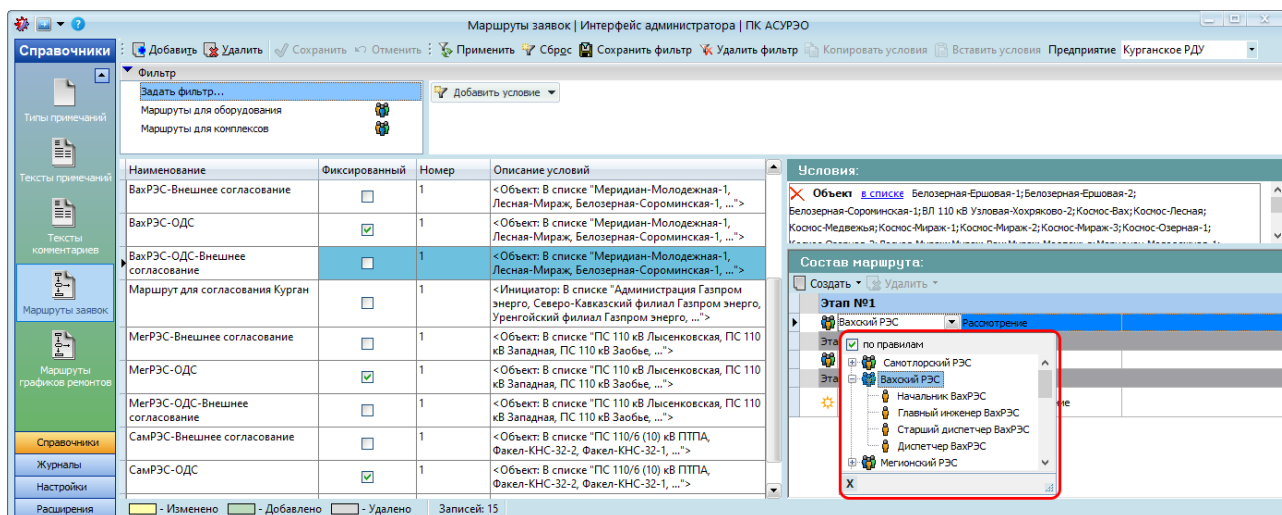 Маршруты заявок | Интерфейс администратора | ПК АСУРЭО
Справочники
Добавить Удалить Сохранить Отменить Применить Сброс Сохранить фильтр Удалить фильтр Копировать условия Вставить условия Предприятие Курганское РДУ
Фильтр
Задать фильтр...
Маршруты для оборудования
Маршруты для комплексов
Добавить условие
Типы примечаний
Тексты примечаний
Тексты
комментариев
Маршруты заявок
Маршруты
графиков ремонтов
Справочники
Журналы
Настройки
Расширения
Наименование Фиксированный Номер Описание условий
ВахРЭС-Внешнее согласование 1 <Объект: В списке "Меридиан-Молодежная-1,
Лесная-Мираж, Белозерная-Сороминская-1, ...">
ВахРЭС-ОДС 1 <Объект: В списке "Меридиан-Молодежная-1,
Лесная-Мираж, Белозерная-Сороминская-1, ...">
ВахРЭС-ОДС-Внешнее 1 <Объект: В списке "Меридиан-Молодежная-1,
согласование Лесная-Мираж, Белозерная-Сороминская-1, ...">
Маршрут для согласования Курган 1 <Инициатор: В списке "Администрация Газпром
энерго, Северо-Кавказский филиал Газпром энерго,
Уренгойский филиал Газпром энерго, ...">
МегРЭС-Внешнее согласование 1 <Объект: В списке "ПС 110 кВ Лысенковская, ПС 110
кВ Западная, ПС 110 кВ Заобье, ...">
МегРЭС-ОДС 1 <Объект: В списке "ПС 110 кВ Лысенковская, ПС 110
кВ Западная, ПС 110 кВ Заобье, ...">
МегРЭС-ОДС-Внешнее 1 <Объект: В списке "ПС 110 кВ Лысенковская, ПС 110
согласование кВ Западная, ПС 110 кВ Заобье, ...">
СамРЭС-Внешнее согласование 1 <Объект: В списке "ПС 110/6 (10) кВ ПТПА,
Факел-КНС-32-2, Факел-КНС-32-1, ...">
СамРЭС-ОДС 1 <Объект: В списке "ПС 110/6 (10) кВ ПТПА,
Факел-КНС-32-2, Факел-КНС-32-1, ...">
- Изменено - Добавлено - Удалено Записей: 15
Условия:
Объект в списке Белозерная-Ершовая-1;Белозерная-Ершовая-2;
Белозерная-Сороминская-1;ВЛ 110 кВ Узловая-Хохряково-2;Космос-Вах;Космос-Лесная;
Космос-Медвежья;Космос-Мираж-1;Космос-Мираж-2;Космос-Мираж-3;Космос-Озерная-1;
Состав маршрута:
Создать Удалить
Этап №1
Вахский РЭС Рассмотрение
Эта
по правилам
Самотлорский РЭС
Эта
Вахский РЭС
Начальник ВахРЭС
Главный инженер ВахРЭС
Старший диспетчер ВахРЭС
Диспетчер ВахРЭС
Мегионский РЭС
X